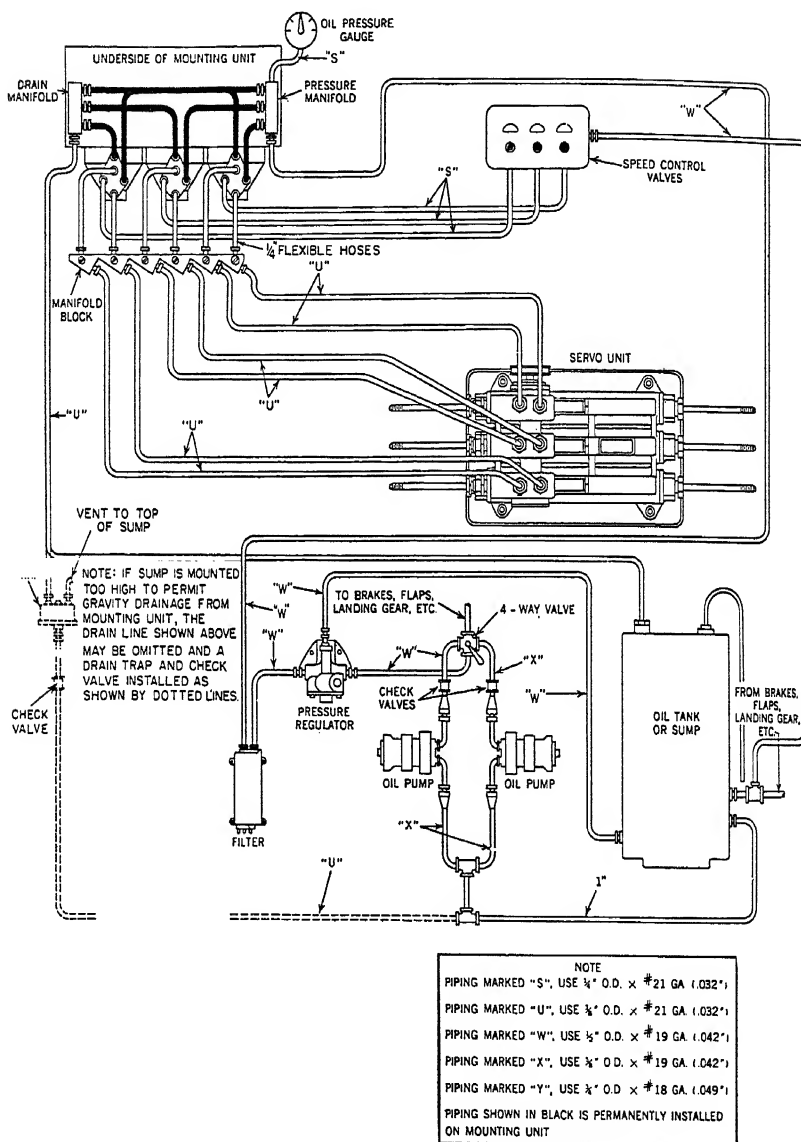 OIL PRESSURE
GAUGE
"S"
UNDERSIDE OF MOUNTING UNIT
DRAIN
MANIFOLD
PRESSURE
MANIFOLD
"W"
SPEED CONTROL
VALVES
"S"
¼" FLEXIBLE HOSES
"U"
MANIFOLD
BLOCK
SERVO UNIT
"U"
"U"
"U"
VENT TO TOP
OF SUMP
NOTE: IF SUMP IS MOUNTED
TOO HIGH TO PERMIT
GRAVITY DRAINAGE FROM
MOUNTING UNIT, THE
DRAIN LINE SHOWN ABOVE
MAY BE OMITTED AND A
DRAIN TRAP AND CHECK
VALVE INSTALLED AS
SHOWN BY DOTTED LINES.
CHECK
VALVE
"W"
"W"
"W"
TO BRAKES, FLAPS,
LANDING GEAR, ETC.
4 - WAY VALVE
"W"
"X"
"W"
CHECK
VALVES
PRESSURE
REGULATOR
OIL PUMP
OIL PUMP
OIL TANK
OR SUMP
FROM BRAKES,
FLAPS,
LANDING GEAR,
ETC.
FILTER
"X"
"U"
1"
NOTE
PIPING MARKED "S", USE ¼" O.D. × #21 GA. (.032")
PIPING MARKED "U", USE O.D. × #21 GA. (.032")
PIPING MARKED "W", USE ½" O.D. × #19 GA. (.042")
PIPING MARKED "X", USE O.D. × #19 GA. (.042")
PIPING MARKED "Y", USE O.D × #18 GA. (.049")
PIPING SHOWN IN BLACK IS PERMANENTLY INSTALLED
ON MOUNTING UNIT